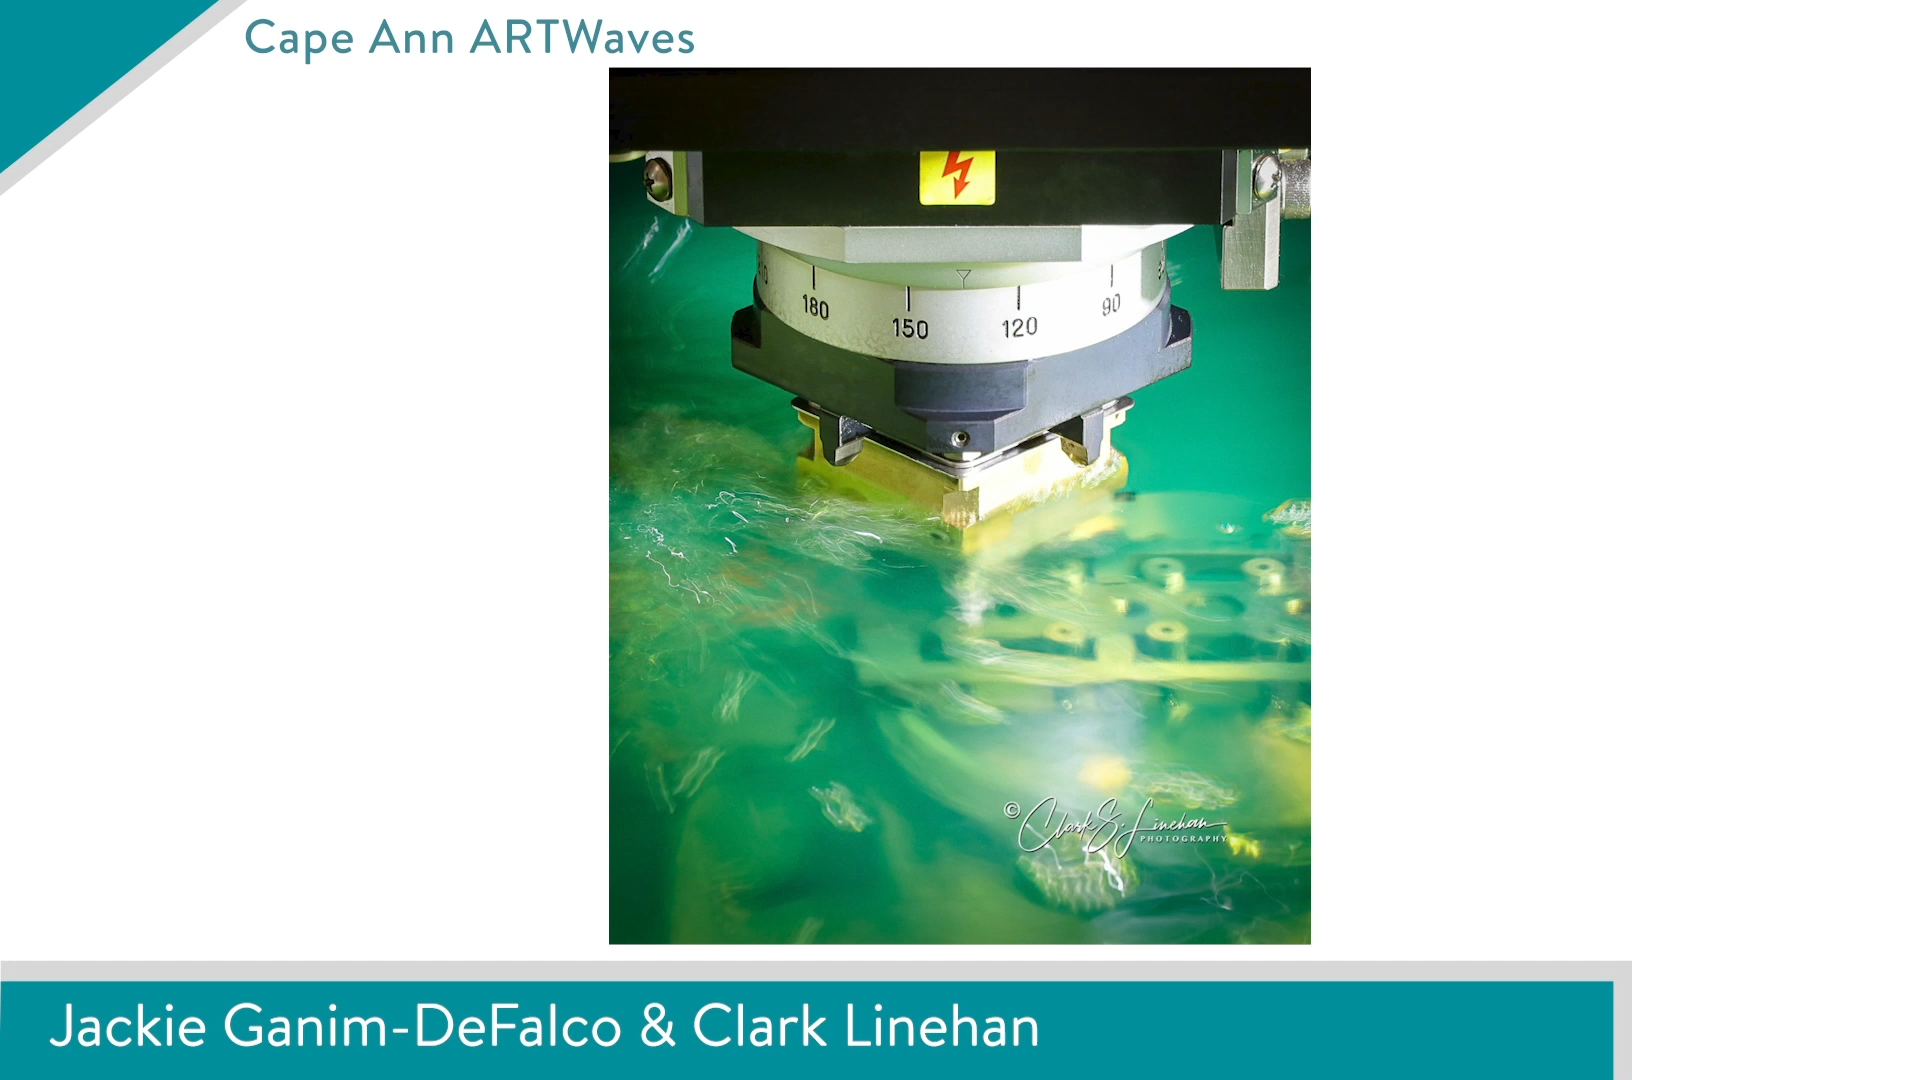 Cape Ann ARTWaves
180
150
120
90
© Clark S. Linehan
PHOTOGRAPHY
Jackie Ganim-DeFalco & Clark Linehan